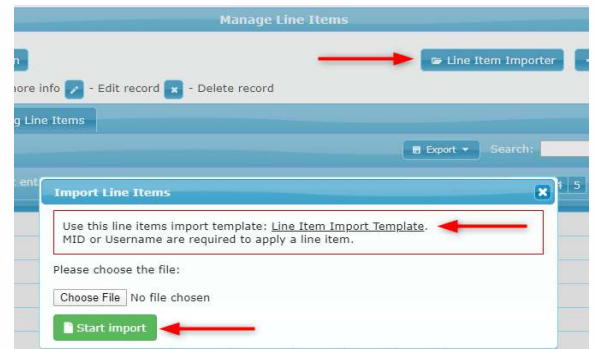 Manage Line Items
Line Item Importer
more info - Edit record - Delete record
Line Items
Export Search:
5
Import Line Items
Use this line items import template: Line Item Import Template.
MID or Username are required to apply a line item.
Please choose the file:
Choose File No file chosen
Start import